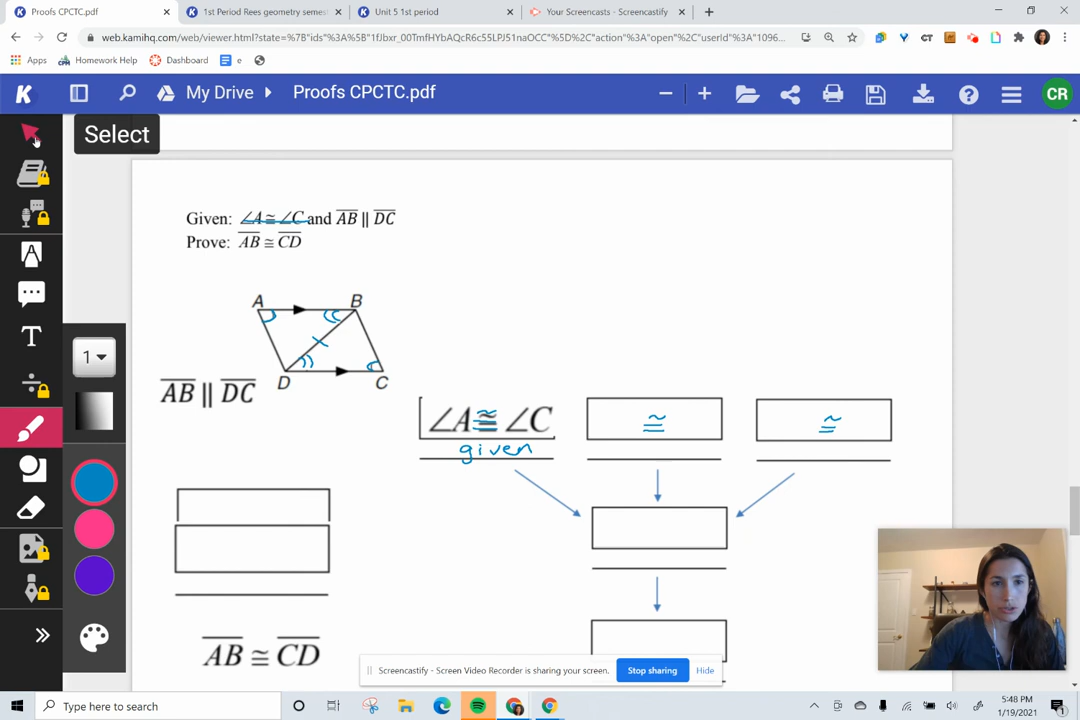 Proofs CPCTC.pdf
1st Period Rees geometry semes
Unit 5 1st period
Your Screencasts - Screencastify
web.kamihq.com/web/viewer.html?state=%7B"ids"%3A%5B"1fJbxr_00TmfHYbAQcR6c55LPJ51naOCC"%5D%2C"action"%3A"open"%2C"userId"%3A"1096...
Apps
Homework Help
Dashboard
e
K
My Drive
Proofs CPCTC.pdf
CR
Select
Given: ∠A ≅ ∠C and AB ∥ DC
Prove: AB ≅ CD
A
B
D
C
AB ∥ DC
1
∠A ≅ ∠C
≅
≅
given
AB ≅ CD
Screencastify - Screen Video Recorder is sharing your screen.
Stop sharing
Hide
Type here to search
5:48 PM
1/19/2021
1